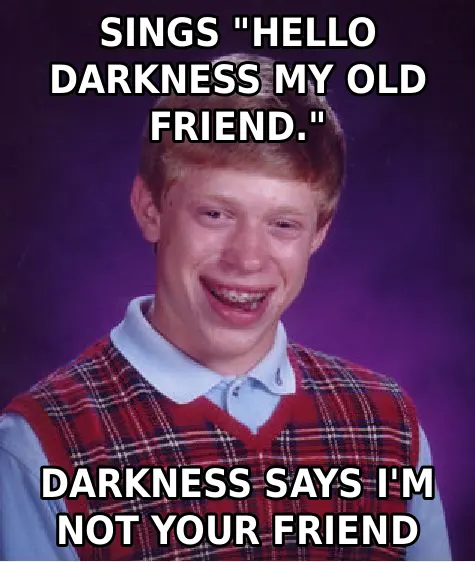 SINGS "HELLO
DARKNESS MY OLD
FRIEND."
DARKNESS SAYS I'M
NOT YOUR FRIEND